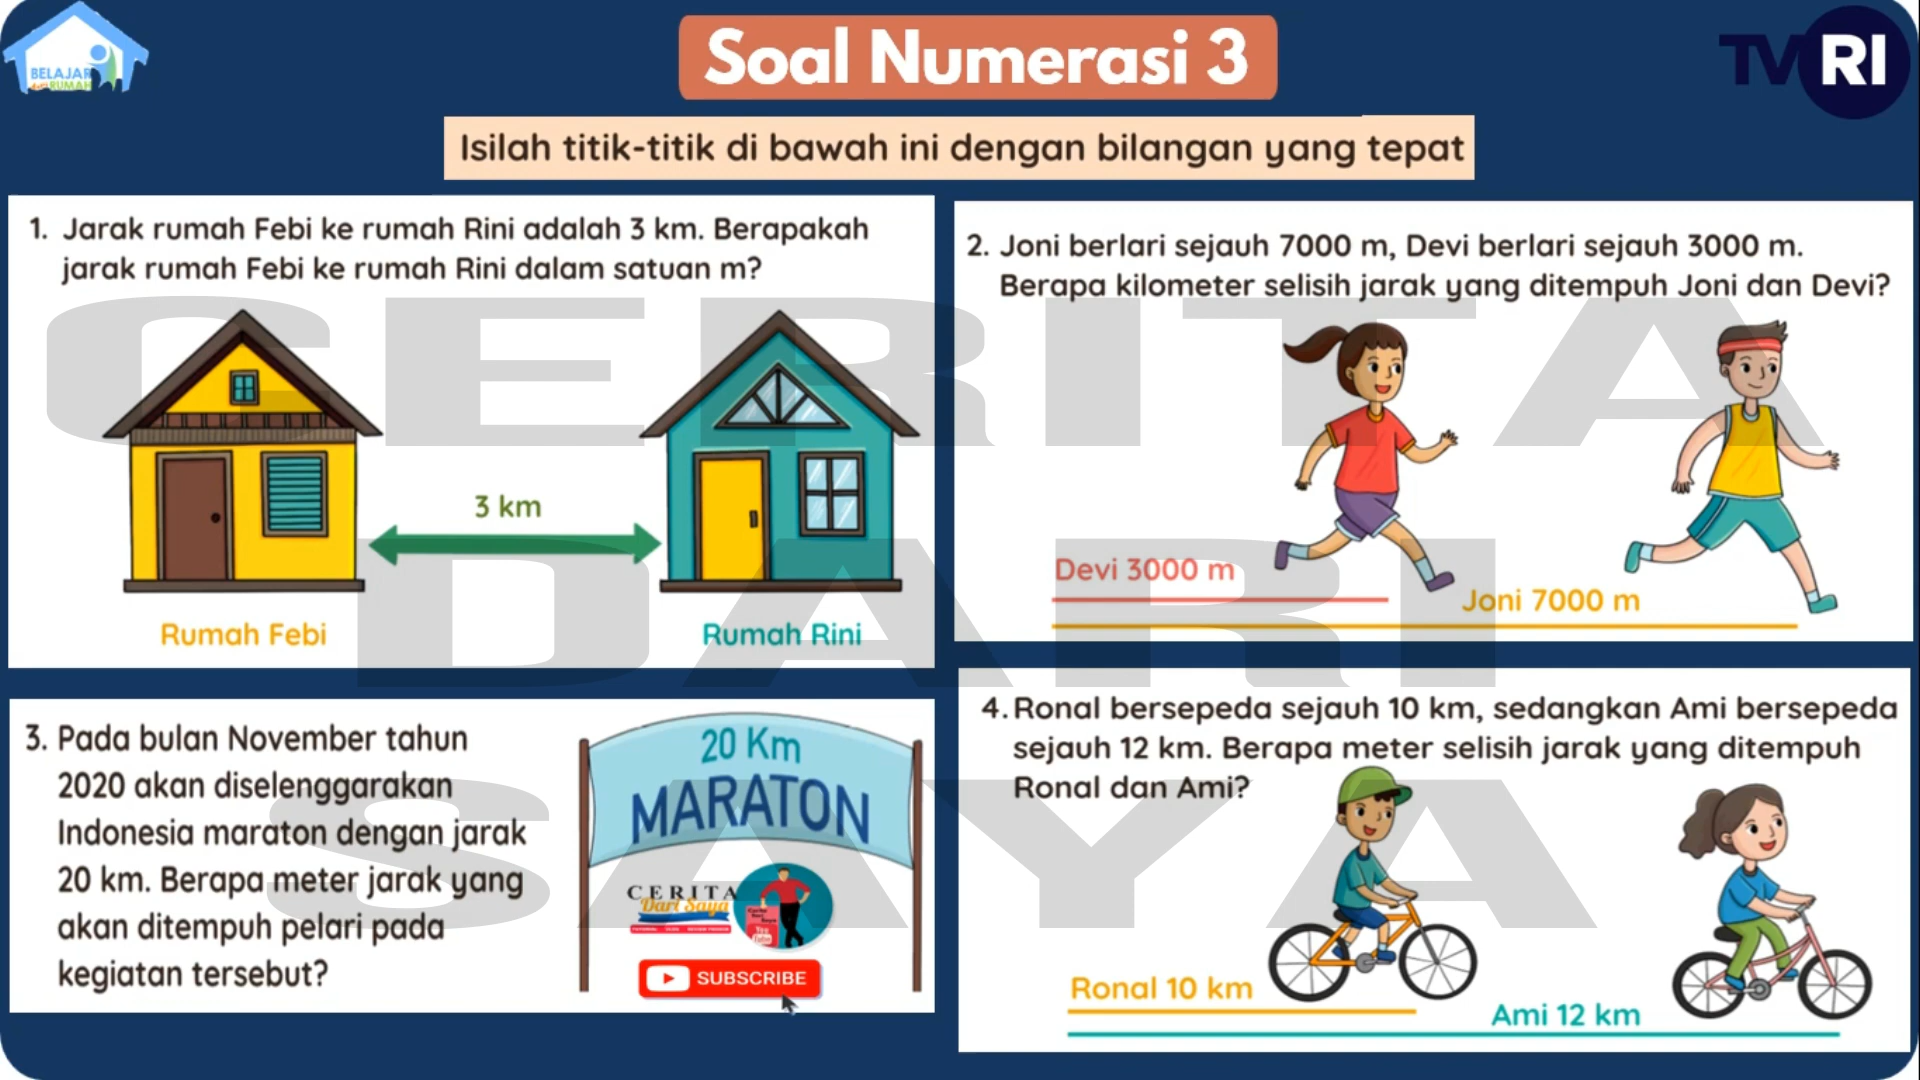 BELAJAR
dari RUMAH
Soal Numerasi 3
TVRI
Isilah titik-titik di bawah ini dengan bilangan yang tepat
1. Jarak rumah Febi ke rumah Rini adalah 3 km. Berapakah
jarak rumah Febi ke rumah Rini dalam satuan m?
3 km
Rumah Febi
Rumah Rini
2. Joni berlari sejauh 7000 m, Devi berlari sejauh 3000 m.
Berapa kilometer selisih jarak yang ditempuh Joni dan Devi?
Devi 3000 m
Joni 7000 m
3. Pada bulan November tahun
2020 akan diselenggarakan
Indonesia maraton dengan jarak
20 km. Berapa meter jarak yang
akan ditempuh pelari pada
kegiatan tersebut?
20 Km
MARATON
CERITA
Dari Saya
You
Tube
SUBSCRIBE
4. Ronal bersepeda sejauh 10 km, sedangkan Ami bersepeda
sejauh 12 km. Berapa meter selisih jarak yang ditempuh
Ronal dan Ami?
Ronal 10 km
Ami 12 km
CERITA
DARI
SAYA